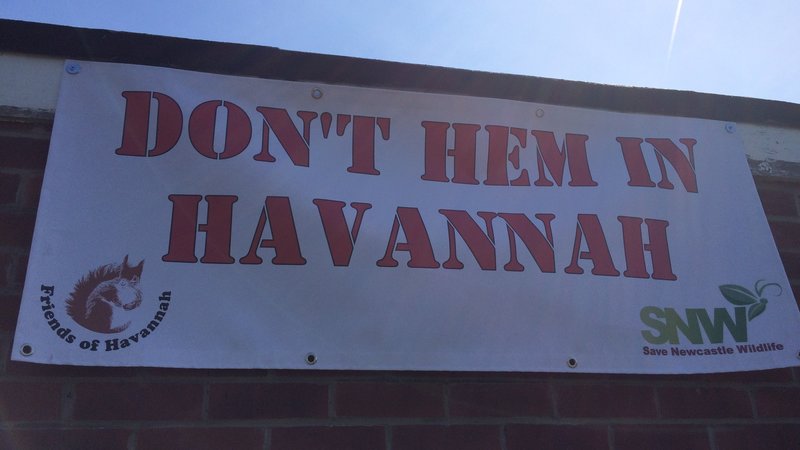 DON'T HEM IN
HAVANNAH
Friends of Havannah
SNW
Save Newcastle Wildlife